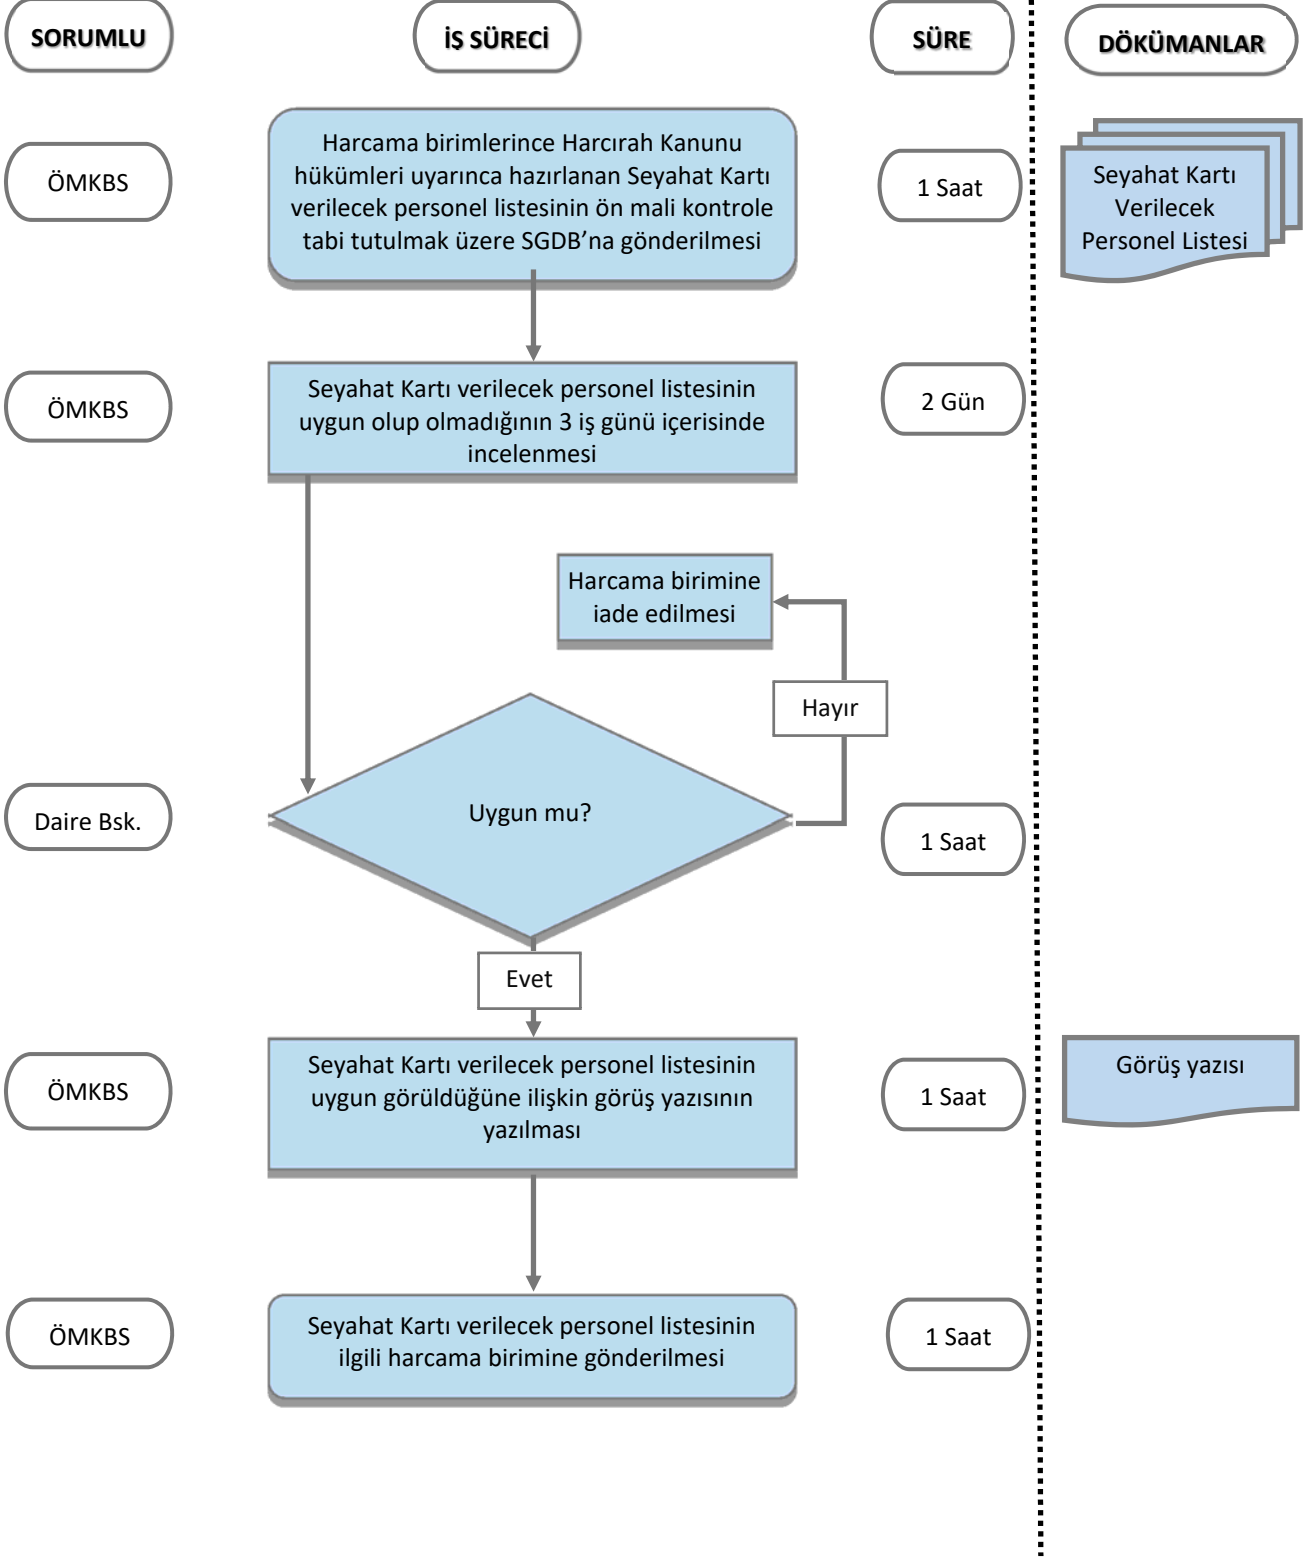 SORUMLU
İŞ SÜRECİ
SÜRE
DÖKÜMANLAR
ÖMKBS
Harcama birimlerince Harcırah Kanunu
hükümleri uyarınca hazırlanan Seyahat Kartı
verilecek personel listesinin ön mali kontrole
tabi tutulmak üzere SGDB’na gönderilmesi
1 Saat
Seyahat Kartı
Verilecek
Personel Listesi
ÖMKBS
Seyahat Kartı verilecek personel listesinin
uygun olup olmadığının 3 iş günü içerisinde
incelenmesi
2 Gün
Harcama birimine
iade edilmesi
Hayır
Daire Bsk.
Uygun mu?
1 Saat
Evet
ÖMKBS
Seyahat Kartı verilecek personel listesinin
uygun görüldüğüne ilişkin görüş yazısının
yazılması
1 Saat
Görüş yazısı
ÖMKBS
Seyahat Kartı verilecek personel listesinin
ilgili harcama birimine gönderilmesi
1 Saat